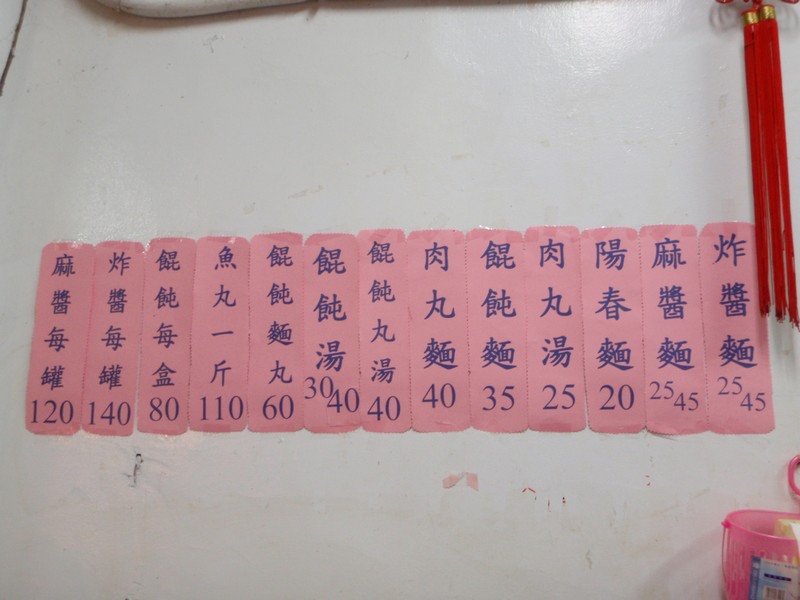 炸醬麵 25 45
麻醬麵 25 45
陽春麵 20
肉丸湯 25
餛飩麵 35
肉丸麵 40
餛飩丸湯 40
餛飩湯 30 40
餛飩麵丸 60
魚丸一斤 110
餛飩每盒 80
炸醬每罐 140
麻醬每罐 120